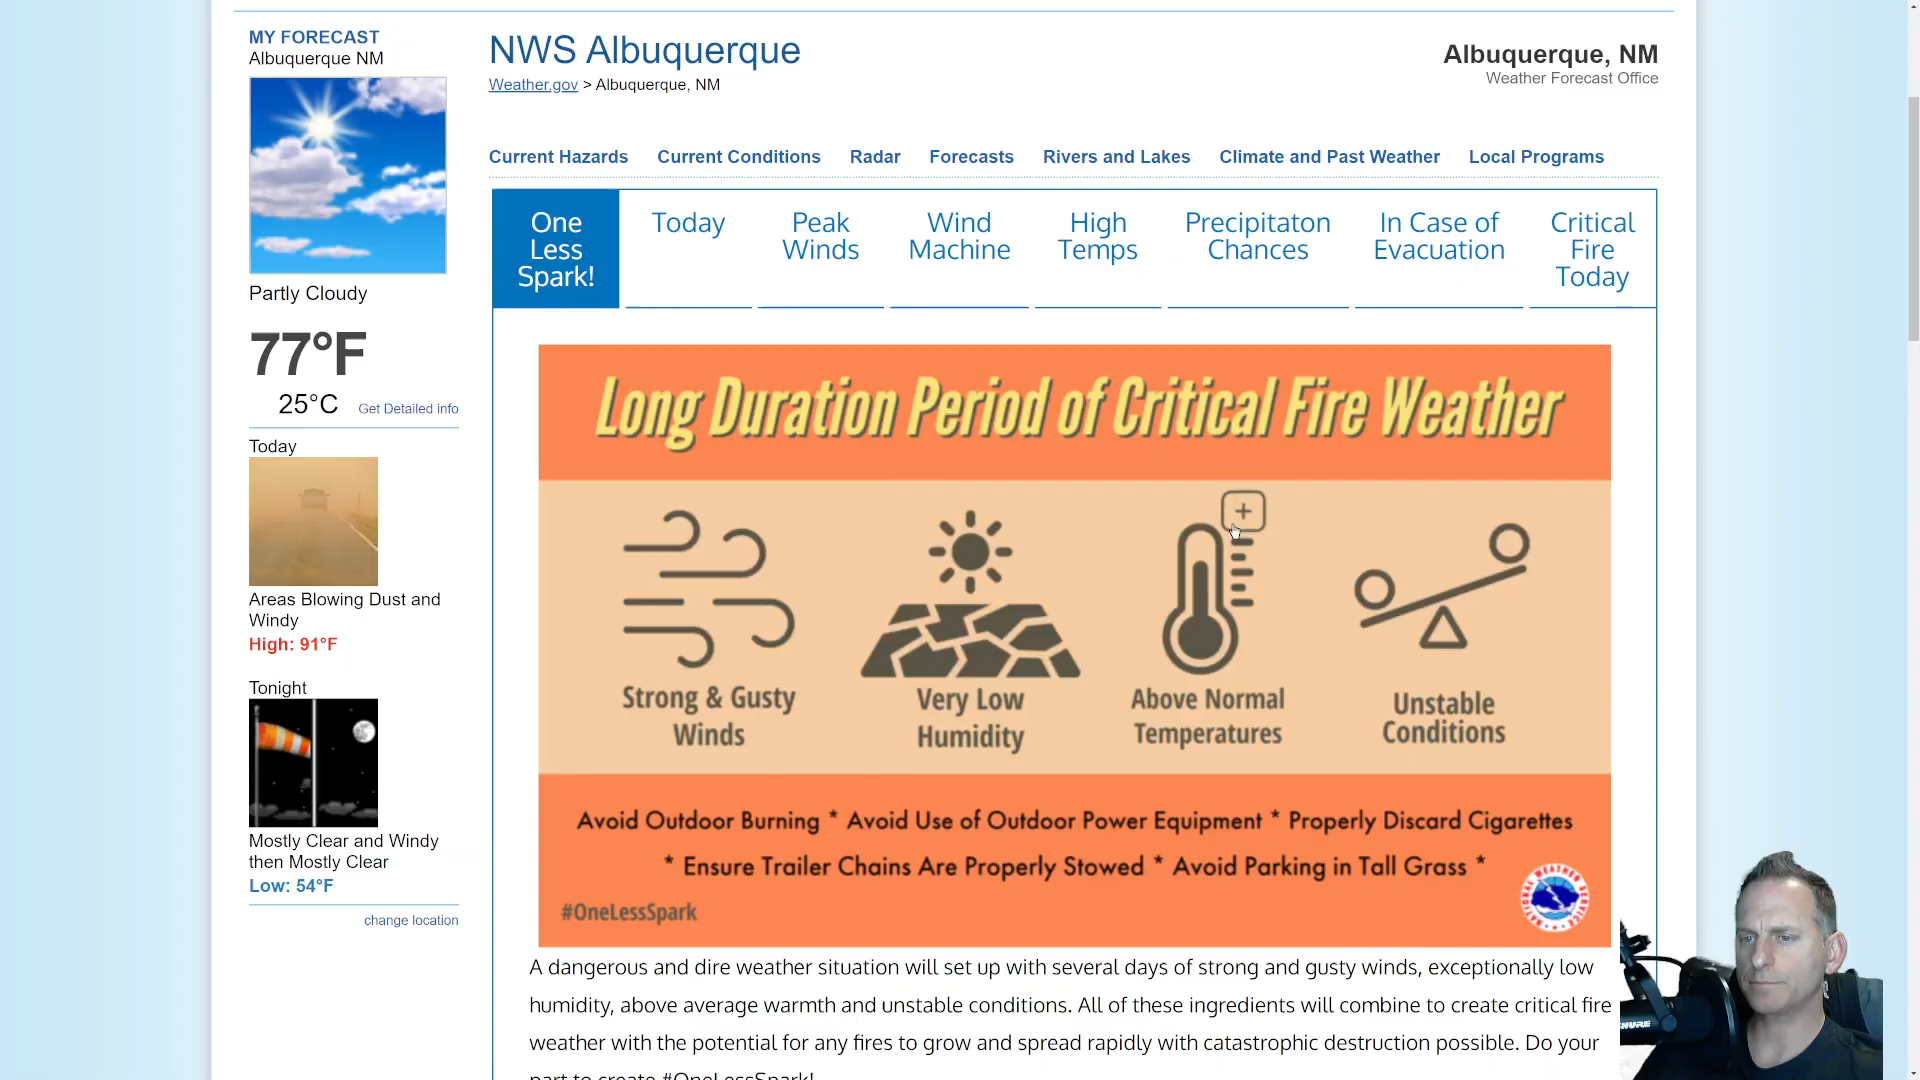 MY FORECAST
Albuquerque NM
Partly Cloudy
77°F
25°C Get Detailed info
Today
Areas Blowing Dust and
Windy
High: 91°F
Tonight
Mostly Clear and Windy
then Mostly Clear
Low: 54°F
change location
NWS Albuquerque
Weather.gov > Albuquerque, NM
Albuquerque, NM
Weather Forecast Office
Current Hazards Current Conditions Radar Forecasts Rivers and Lakes Climate and Past Weather Local Programs
One
Less
Spark!
Today
Peak
Winds
Wind
Machine
High
Temps
Precipitaton
Chances
In Case of
Evacuation
Critical
Fire
Today
Long Duration Period of Critical Fire Weather
Strong & Gusty
Winds
Very Low
Humidity
Above Normal
Temperatures
Unstable
Conditions
Avoid Outdoor Burning * Avoid Use of Outdoor Power Equipment * Properly Discard Cigarettes
* Ensure Trailer Chains Are Properly Stowed * Avoid Parking in Tall Grass *
#OneLessSpark
NATIONAL WEATHER SERVICE
A dangerous and dire weather situation will set up with several days of strong and gusty winds, exceptionally low
humidity, above average warmth and unstable conditions. All of these ingredients will combine to create critical fire
weather with the potential for any fires to grow and spread rapidly with catastrophic destruction possible. Do your
part to create #OneLessSpark!
SHURE